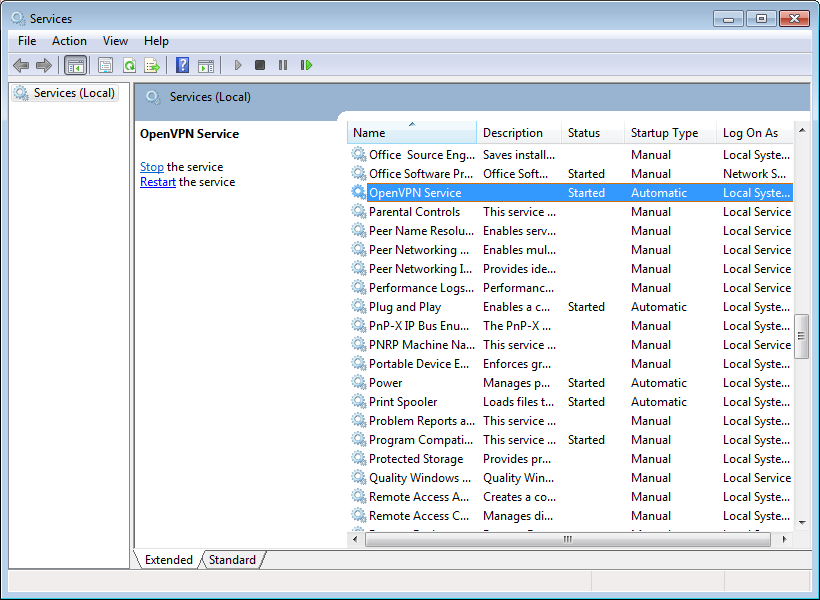 Services
File Action View Help
Services (Local)
Services (Local)
OpenVPN Service
Stop the service
Restart the service
Name Description Status Startup Type Log On As
Office Source Eng... Saves install... Manual Local Syste...
Office Software Pr... Office Soft... Started Manual Network S...
OpenVPN Service Started Automatic Local Syste...
Parental Controls This service ... Manual Local Service
Peer Name Resolu... Enables serv... Manual Local Service
Peer Networking ... Enables mul... Manual Local Service
Peer Networking I... Provides ide... Manual Local Service
Performance Logs... Performanc... Manual Local Service
Plug and Play Enables a c... Started Automatic Local Syste...
PnP-X IP Bus Enu... The PnP-X ... Manual Local Syste...
PNRP Machine Na... This service ... Manual Local Service
Portable Device E... Enforces gr... Manual Local Syste...
Power Manages p... Started Automatic Local Syste...
Print Spooler Loads files t... Started Automatic Local Syste...
Problem Reports a... This service ... Manual Local Syste...
Program Compati... This service ... Started Manual Local Syste...
Protected Storage Provides pr... Manual Local Syste...
Quality Windows ... Quality Win... Manual Local Service
Remote Access A... Creates a co... Manual Local Syste...
Remote Access C... Manages di... Manual Local Syste...
Extended Standard